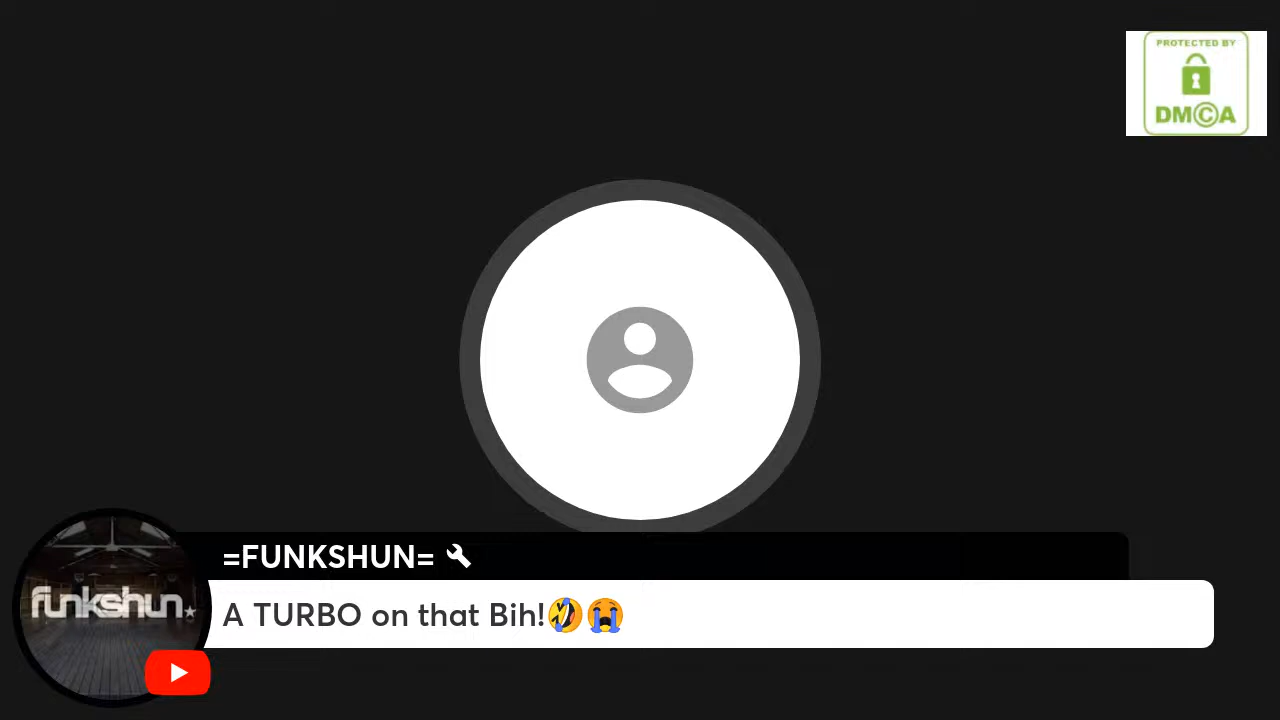 PROTECTED BY
DMCA
=FUNKSHUN=
funkshun
A TURBO on that Bih!🤣😭